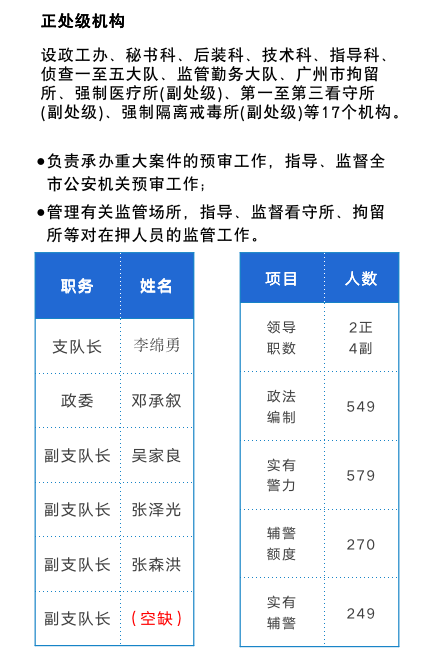 正处级机构
设政工办、秘书科、后装科、技术科、指导科、
侦查一至五大队、监管勤务大队、广州市拘留
所、强制医疗所(副处级)、第一至第三看守所
(副处级)、强制隔离戒毒所(副处级)等17个机构。
●负责承办重大案件的预审工作，指导、监督全
市公安机关预审工作；
●管理有关监管场所，指导、监督看守所、拘留
所等对在押人员的监管工作。
职务 姓名
支队长 李绵勇
政委 邓承叙
副支队长 吴家良
副支队长 张泽光
副支队长 张森洪
副支队长 （空缺）
项目 人数
领导 2正
职数 4副
政法
编制 549
实有
警力 579
辅警
额度 270
实有
辅警 249